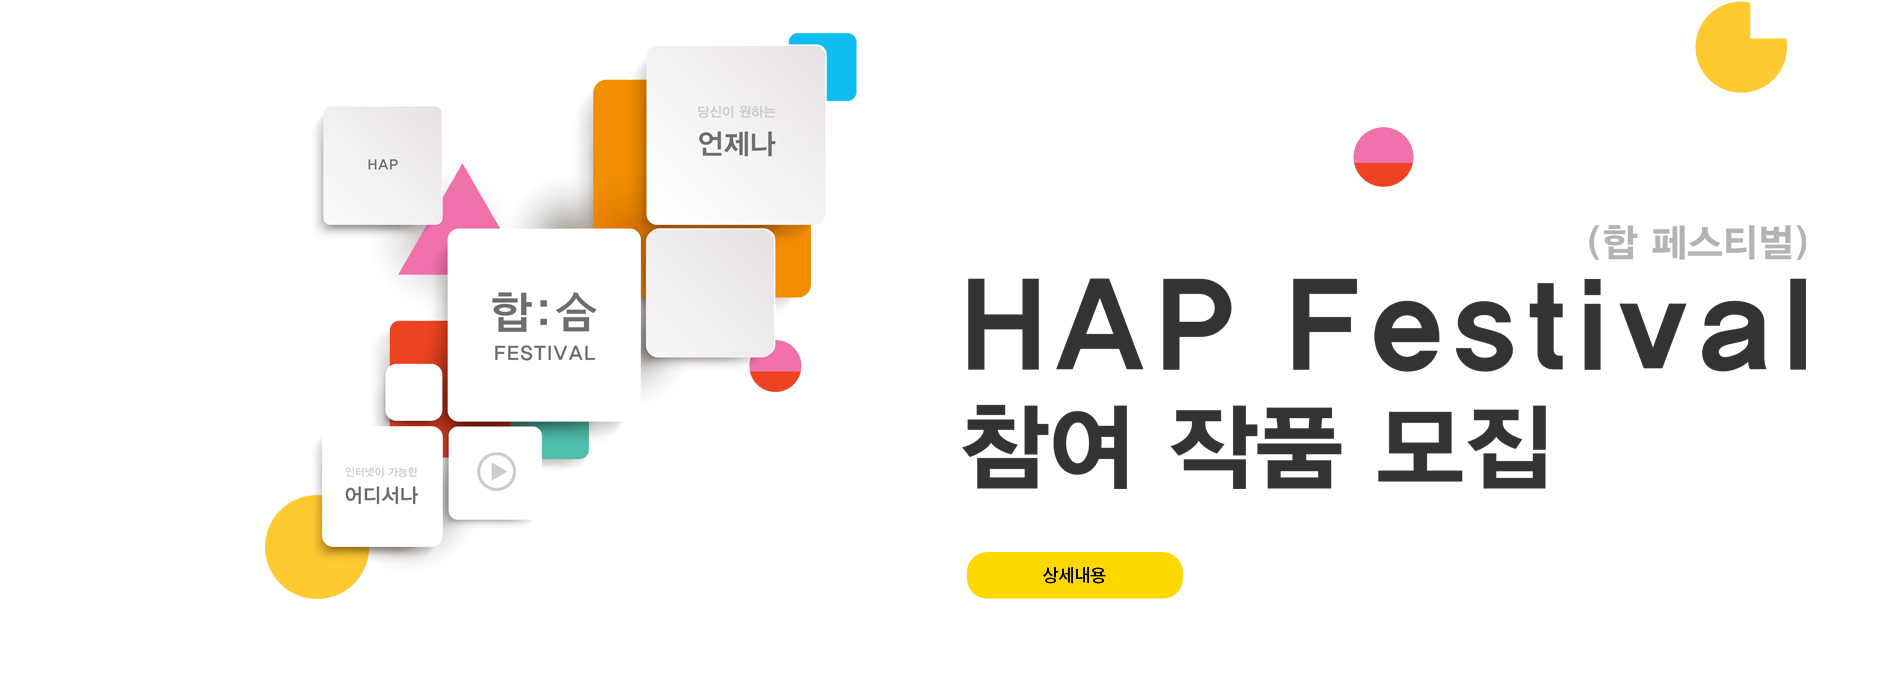 HAP
당신이 원하는
언제나
합:슴
FESTIVAL
인터넷이 가능한
어디서나
(합 페스티벌)
HAP Festival
참여 작품 모집
상세내용